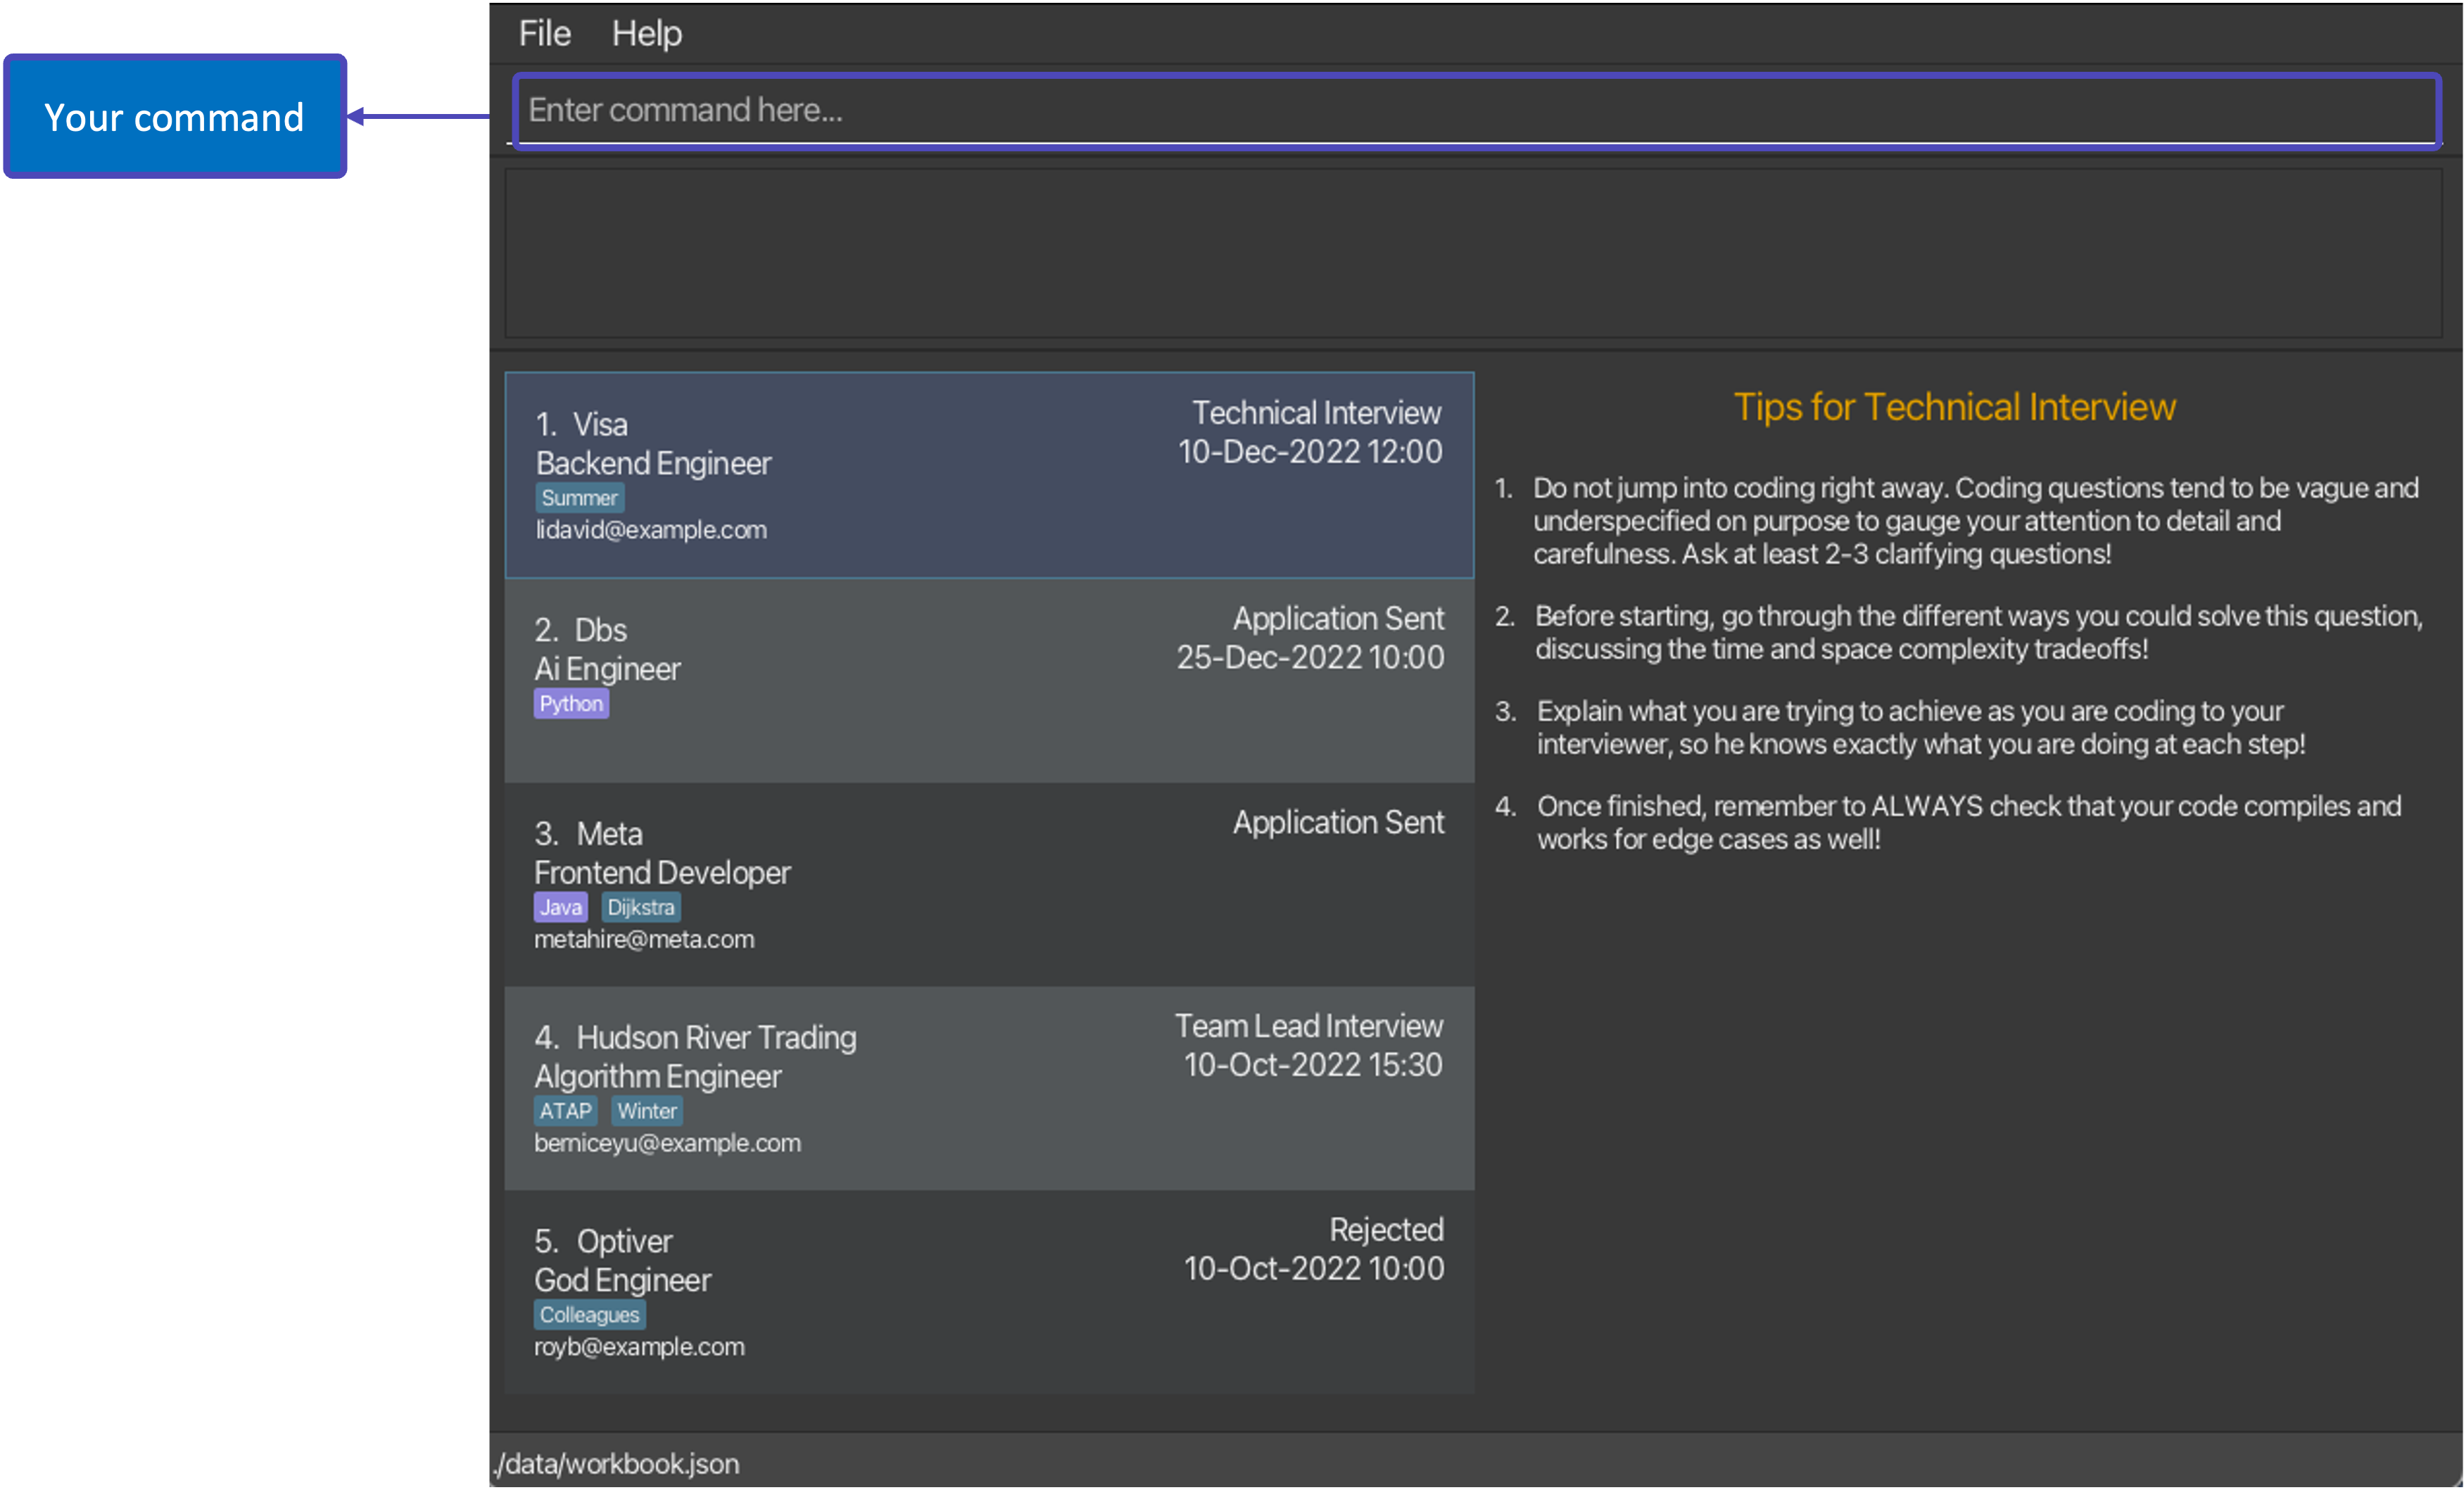 File Help
Your command
Enter command here...
1. Visa
Technical Interview
Backend Engineer
10-Dec-2022 12:00
Summer
lidavid@example.com
2. Dbs
Application Sent
Ai Engineer
25-Dec-2022 10:00
Python
3. Meta
Application Sent
Frontend Developer
Java Dijkstra
metahire@meta.com
4. Hudson River Trading
Team Lead Interview
Algorithm Engineer
10-Oct-2022 15:30
ATAP Winter
berniceyu@example.com
5. Optiver
Rejected
God Engineer
10-Oct-2022 10:00
Colleagues
royb@example.com
Tips for Technical Interview
1. Do not jump into coding right away. Coding questions tend to be vague and
underspecified on purpose to gauge your attention to detail and
carefulness. Ask at least 2-3 clarifying questions!
2. Before starting, go through the different ways you could solve this question,
discussing the time and space complexity tradeoffs!
3. Explain what you are trying to achieve as you are coding to your
interviewer, so he knows exactly what you are doing at each step!
4. Once finished, remember to ALWAYS check that your code compiles and
works for edge cases as well!
./data/workbook.json